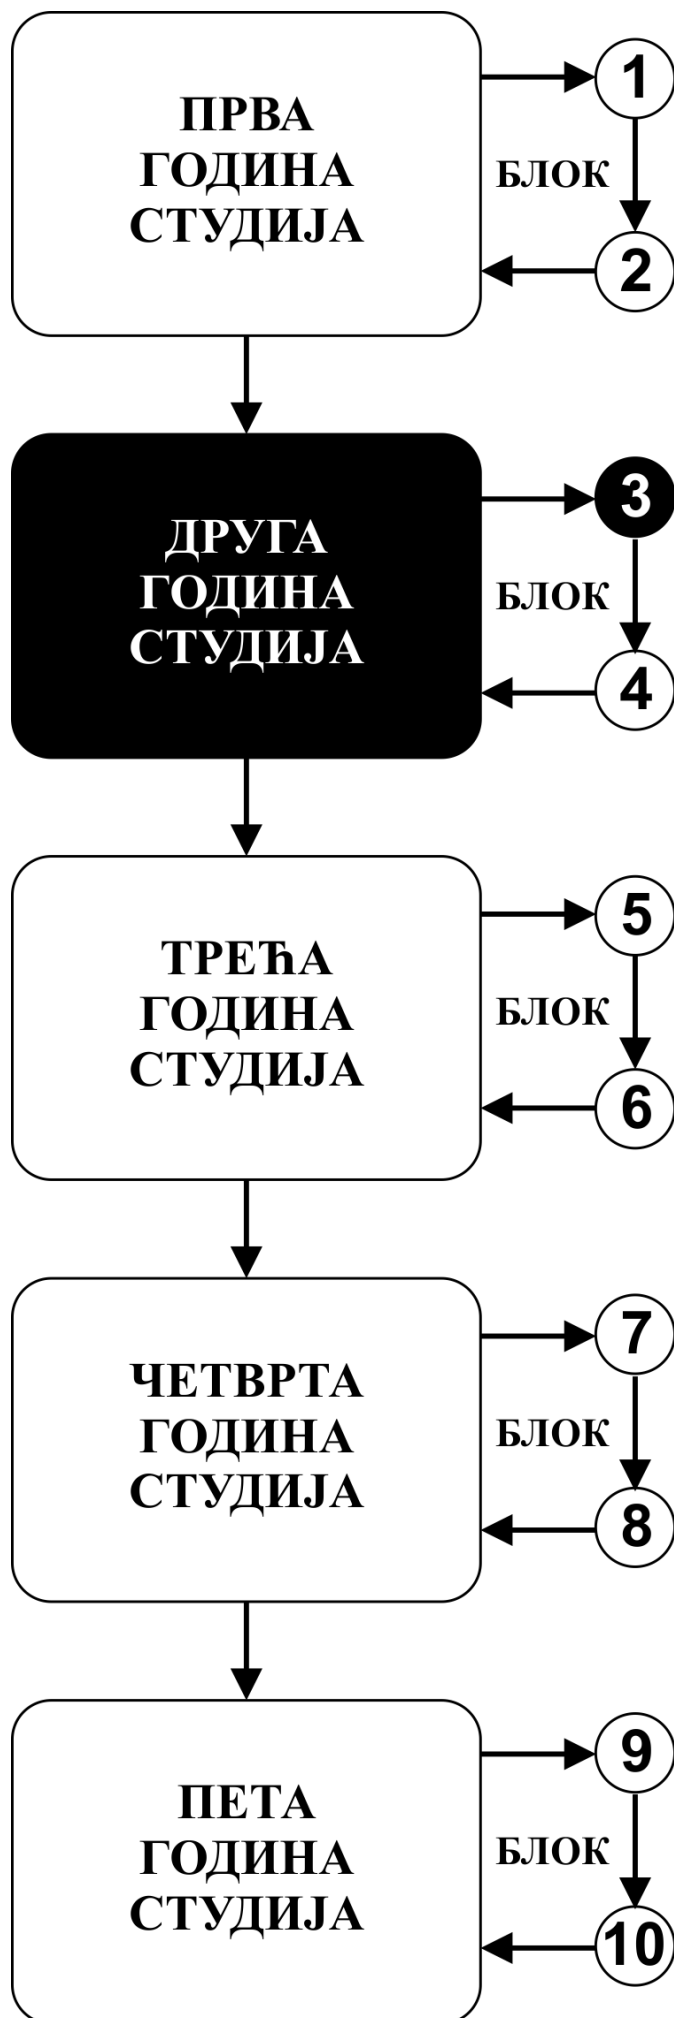 ПРВА
ГОДИНА
СТУДИЈА
1
БЛОК
2
ДРУГА
ГОДИНА
СТУДИЈА
3
БЛОК
4
ТРЕЋА
ГОДИНА
СТУДИЈА
5
БЛОК
6
ЧЕТВРТА
ГОДИНА
СТУДИЈА
7
БЛОК
8
ПЕТА
ГОДИНА
СТУДИЈА
9
БЛОК
10